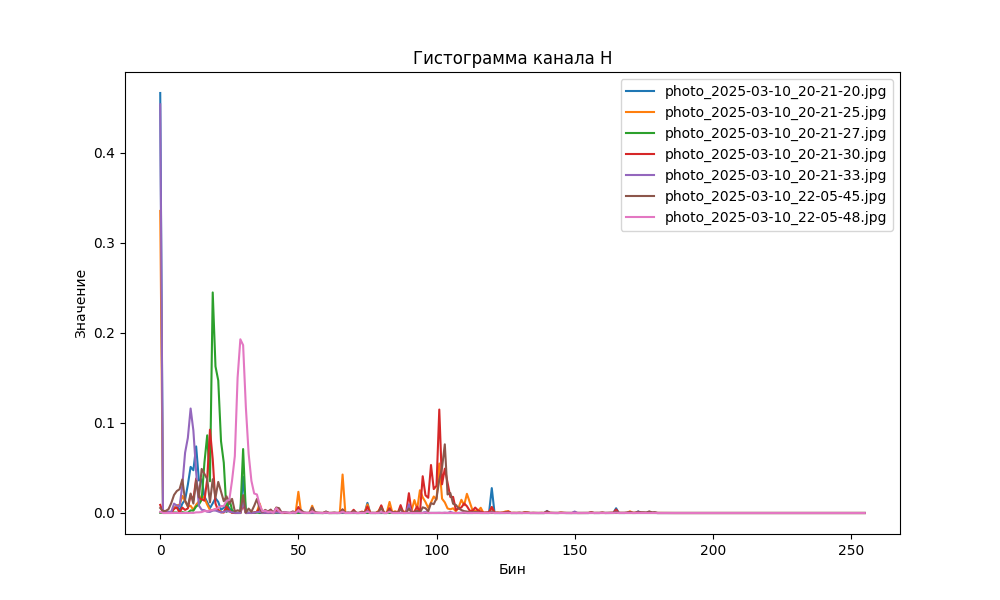 Гистограмма канала H
photo_2025-03-10_20-21-20.jpg
photo_2025-03-10_20-21-25.jpg
photo_2025-03-10_20-21-27.jpg
photo_2025-03-10_20-21-30.jpg
photo_2025-03-10_20-21-33.jpg
photo_2025-03-10_22-05-45.jpg
photo_2025-03-10_22-05-48.jpg
Значение
0.4
0.3
0.2
0.1
0.0
0 50 100 150 200 250
Бин